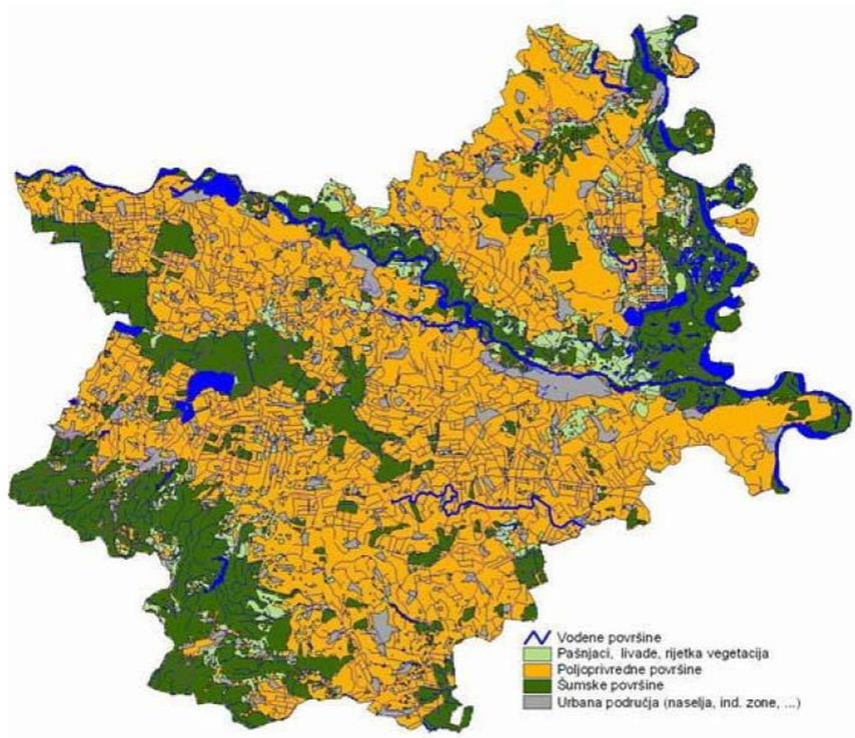 Vodene površine
Pašnjaci, livade, rijetka vegetacija
Poljoprivredne površine
Šumske površine
Urbana područja (naselja, ind. zone, ...)